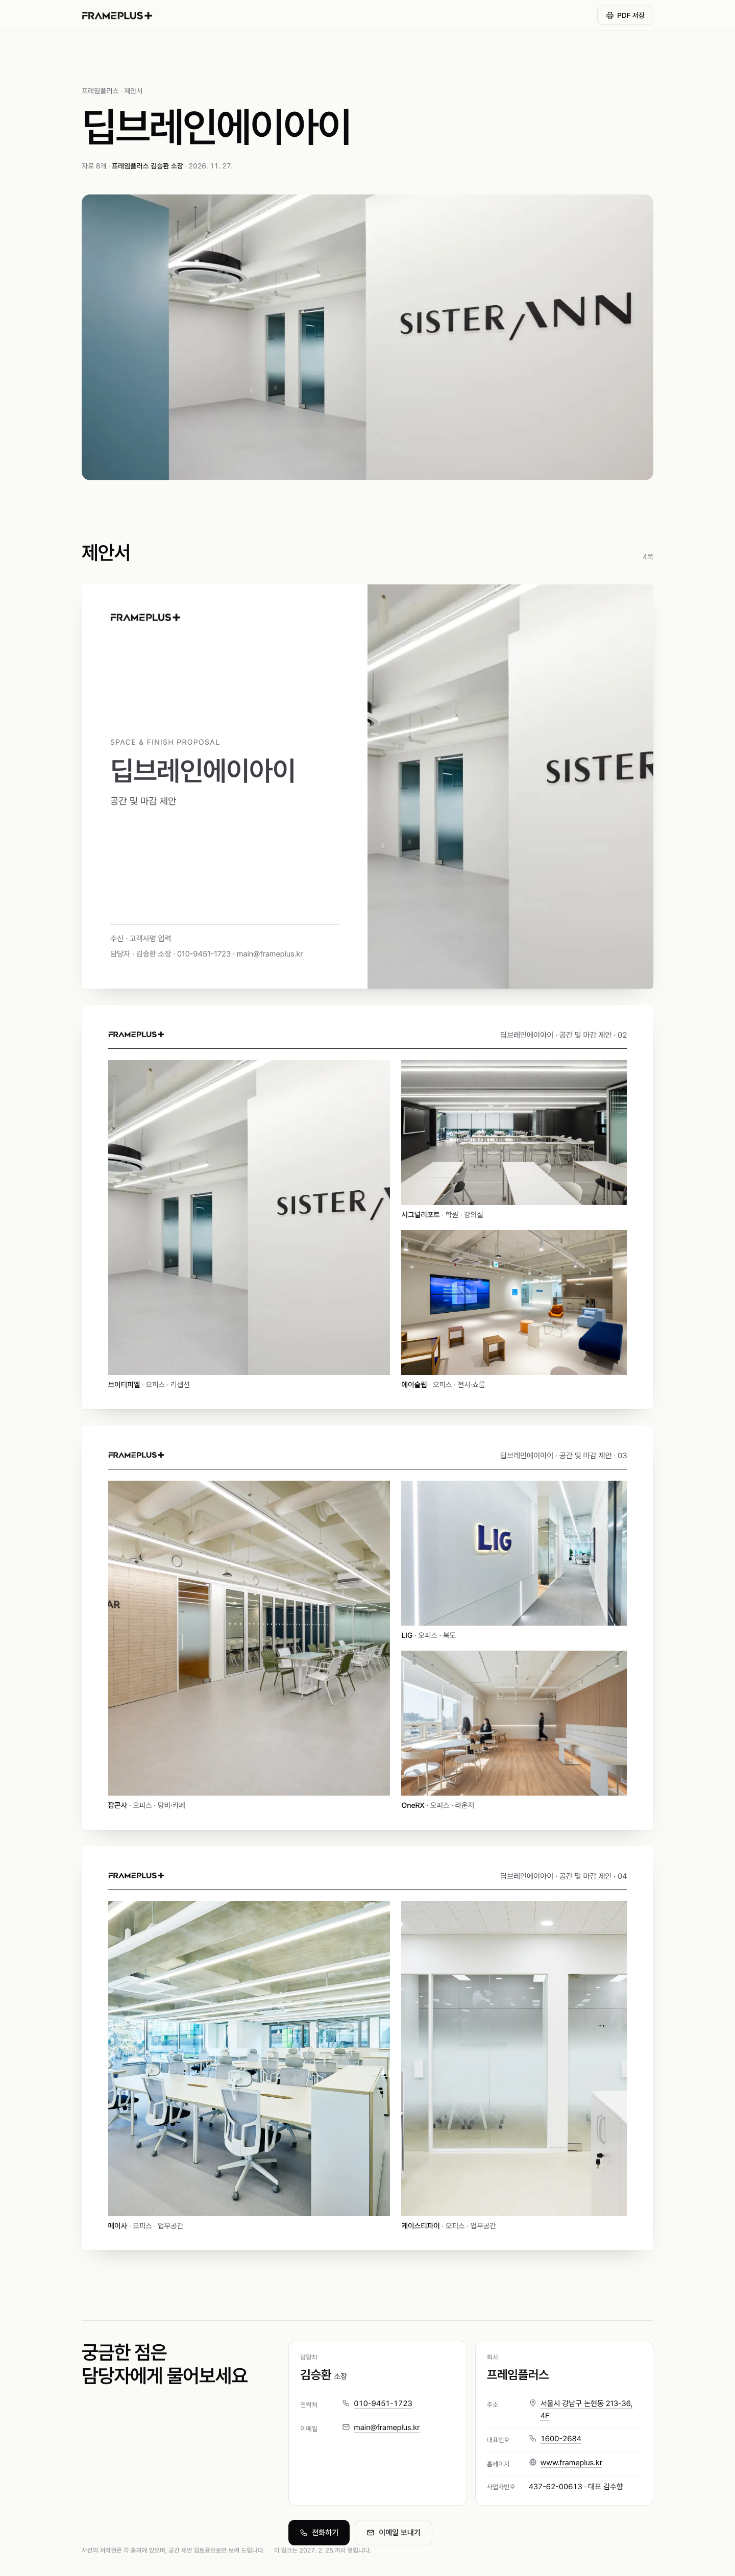 FRAMEPLUS+
PDF 저장
프레임플러스 · 제안서
딥브레인에이아이
자료 8개 · 프레임플러스 김승환 소장 · 2026. 11. 27.
SISTER/ANN
제안서
4쪽
FRAMEPLUS+
SPACE & FINISH PROPOSAL
딥브레인에이아이
공간 및 마감 제안
수신 · 고객사명 입력
담당자 · 김승환 소장 · 010-9451-1723 · main@frameplus.kr
SISTER
FRAMEPLUS+
딥브레인에이아이 · 공간 및 마감 제안 · 02
SISTER/
시그널리포트 · 학원 · 강의실
브이티피엘 · 오피스 · 리셉션
에이슬립 · 오피스 · 전시·쇼룸
FRAMEPLUS+
딥브레인에이아이 · 공간 및 마감 제안 · 03
AR
LIG
LIG · 오피스 · 복도
팝콘사 · 오피스 · 탕비·카페
OneRX · 오피스 · 라운지
FRAMEPLUS+
딥브레인에이아이 · 공간 및 마감 제안 · 04
메이사 · 오피스 · 업무공간
케이스티파이 · 오피스 · 업무공간
궁금한 점은
담당자에게 물어보세요
담당자
김승환 소장
연락처 010-9451-1723
이메일 main@frameplus.kr
회사
프레임플러스
주소 서울시 강남구 논현동 213-36,
4F
대표번호 1600-2684
홈페이지 www.frameplus.kr
사업자번호 437-62-00613 · 대표 김수향
전화하기
이메일 보내기
사진의 저작권은 각 출처에 있으며, 공간 제안 검토용으로만 보여 드립니다. 이 링크는 2027. 2. 25.까지 열립니다.